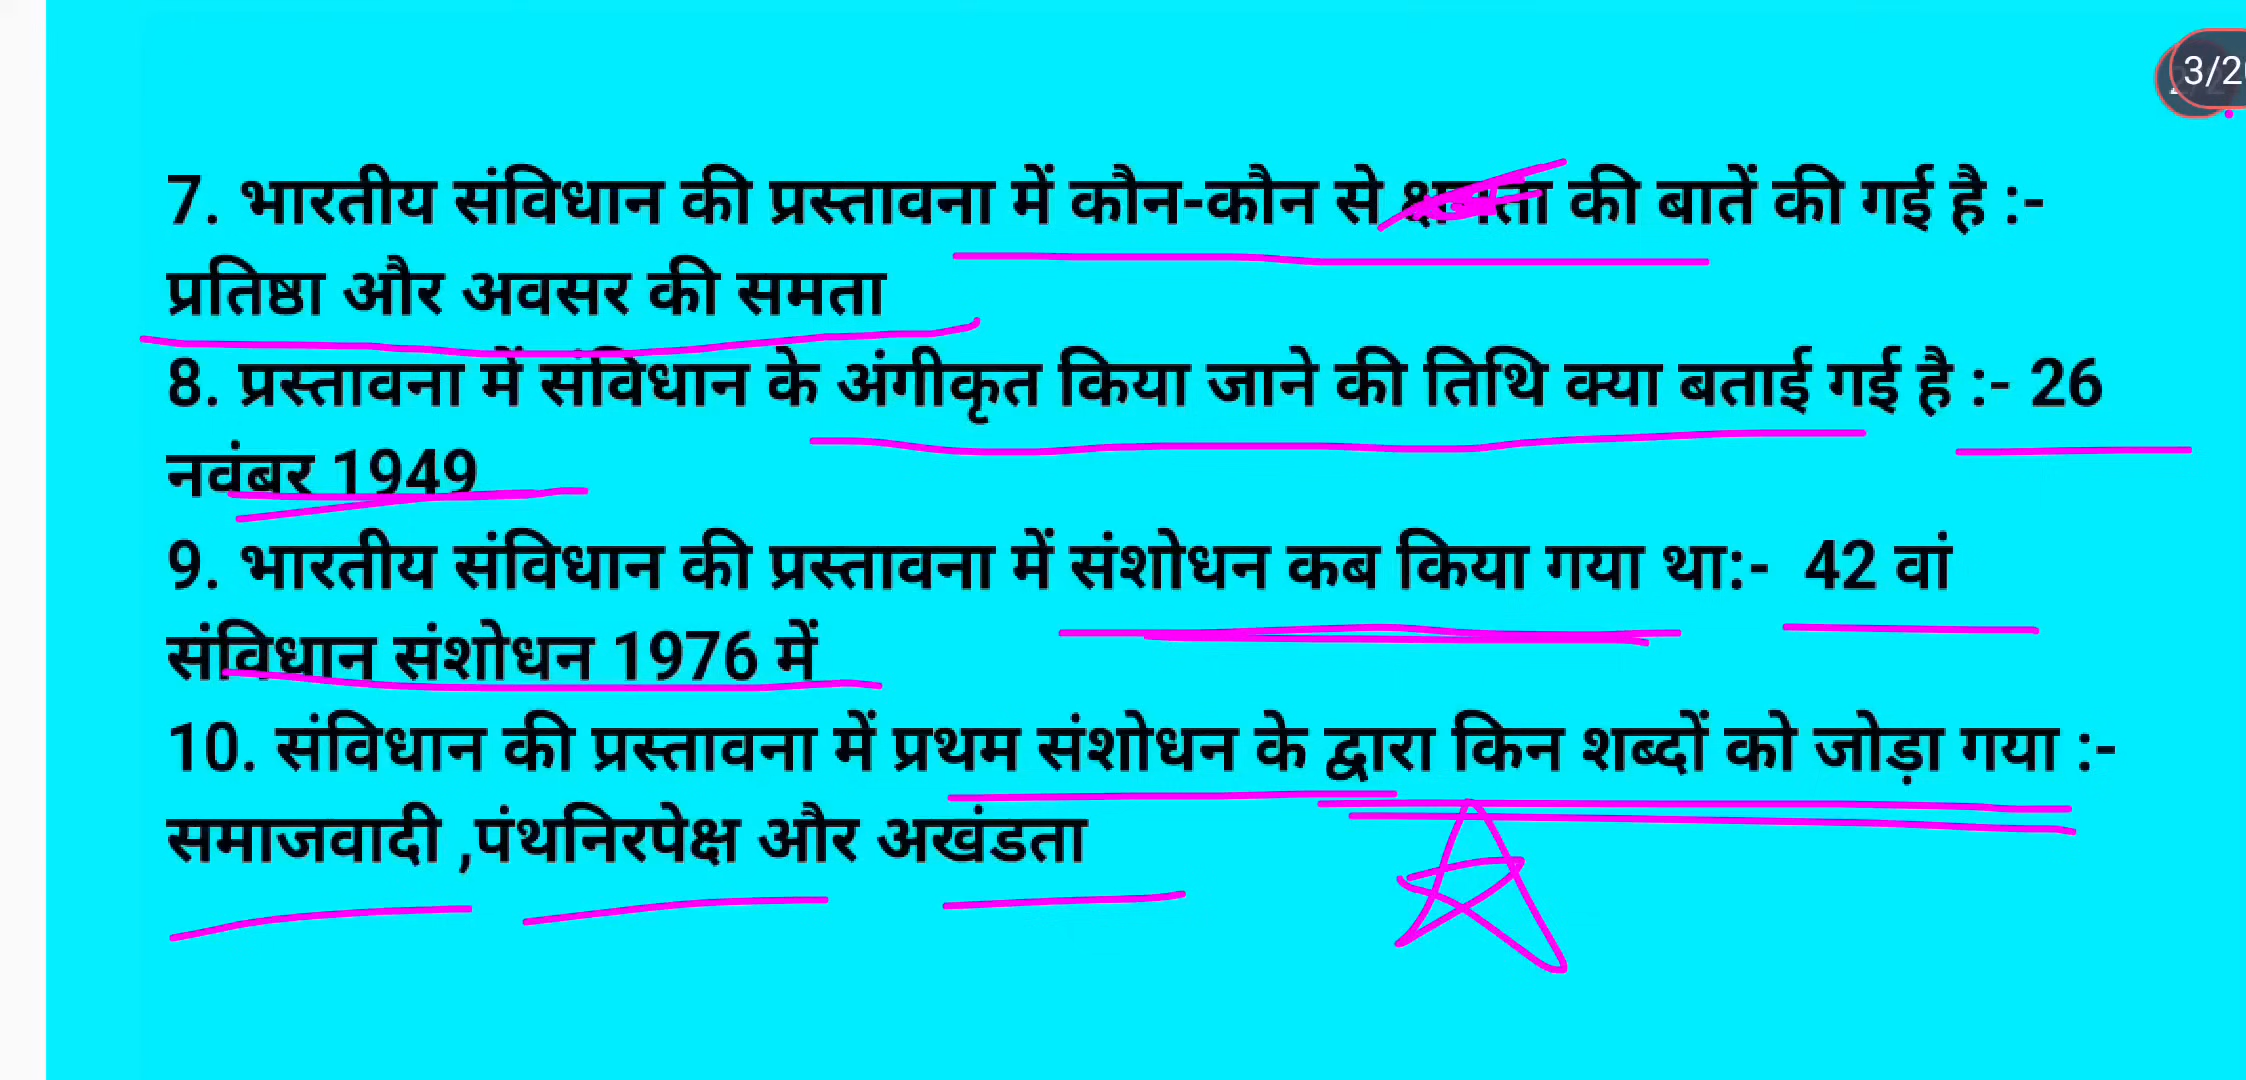 3/2
7. भारतीय संविधान की प्रस्तावना में कौन-कौन से की बातें की गई है :-
प्रतिष्ठा और अवसर की समता
8. प्रस्तावना में संविधान के अंगीकृत किया जाने की तिथि क्या बताई गई है :- 26
नवंबर 1949
9. भारतीय संविधान की प्रस्तावना में संशोधन कब किया गया था:- 42 वां
संविधान संशोधन 1976 में
10. संविधान की प्रस्तावना में प्रथम संशोधन के द्वारा किन शब्दों को जोड़ा गया :-
समाजवादी ,पंथनिरपेक्ष और अखंडता